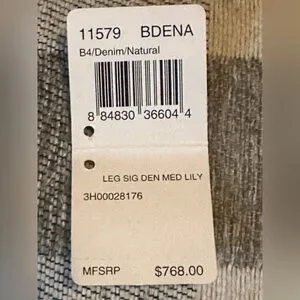 11579 BDENA
B4/Denim/Natural
8 84830 36604 4
LEG SIG DEN MED LILY
3H00028176
MFSRP $768.00